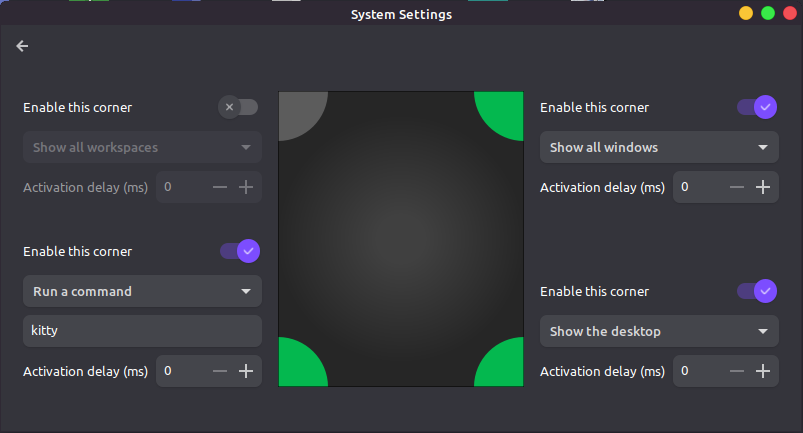 System Settings
Enable this corner
Show all workspaces
Activation delay (ms) 0
Enable this corner
Run a command
kitty
Activation delay (ms) 0
Enable this corner
Show all windows
Activation delay (ms) 0
Enable this corner
Show the desktop
Activation delay (ms) 0